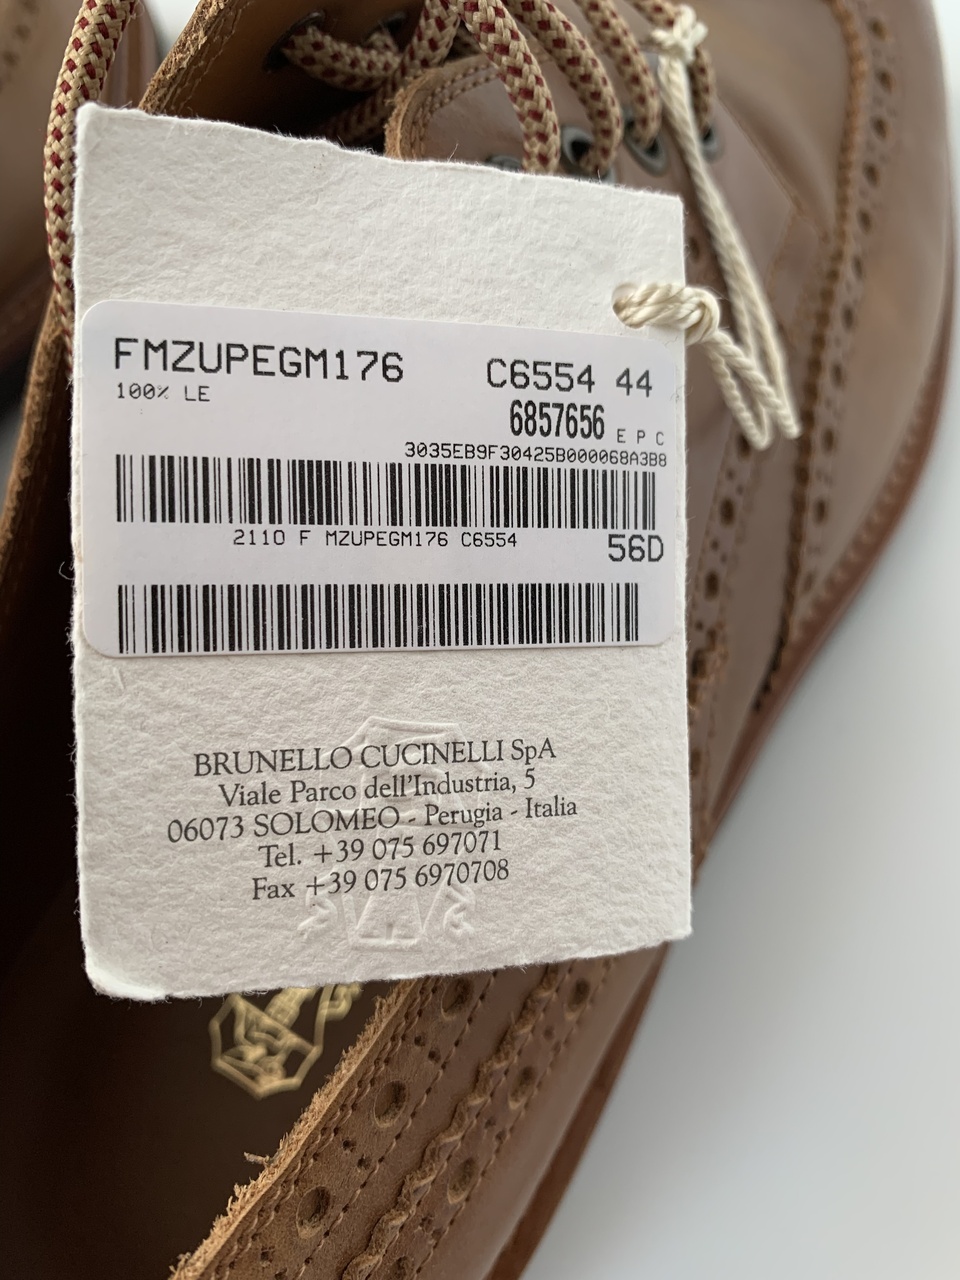 FMZUPEGM176 C6554 44
100% LE
6857656 E P C
3035EB9F30425B000068A3B8
2110 F MZUPEGM176 C6554
56D
BRUNELLO CUCINELLI SpA
Viale Parco dell'Industria, 5
06073 SOLOMEO - Perugia - Italia
Tel. +39 075 697071
Fax +39 075 6970708